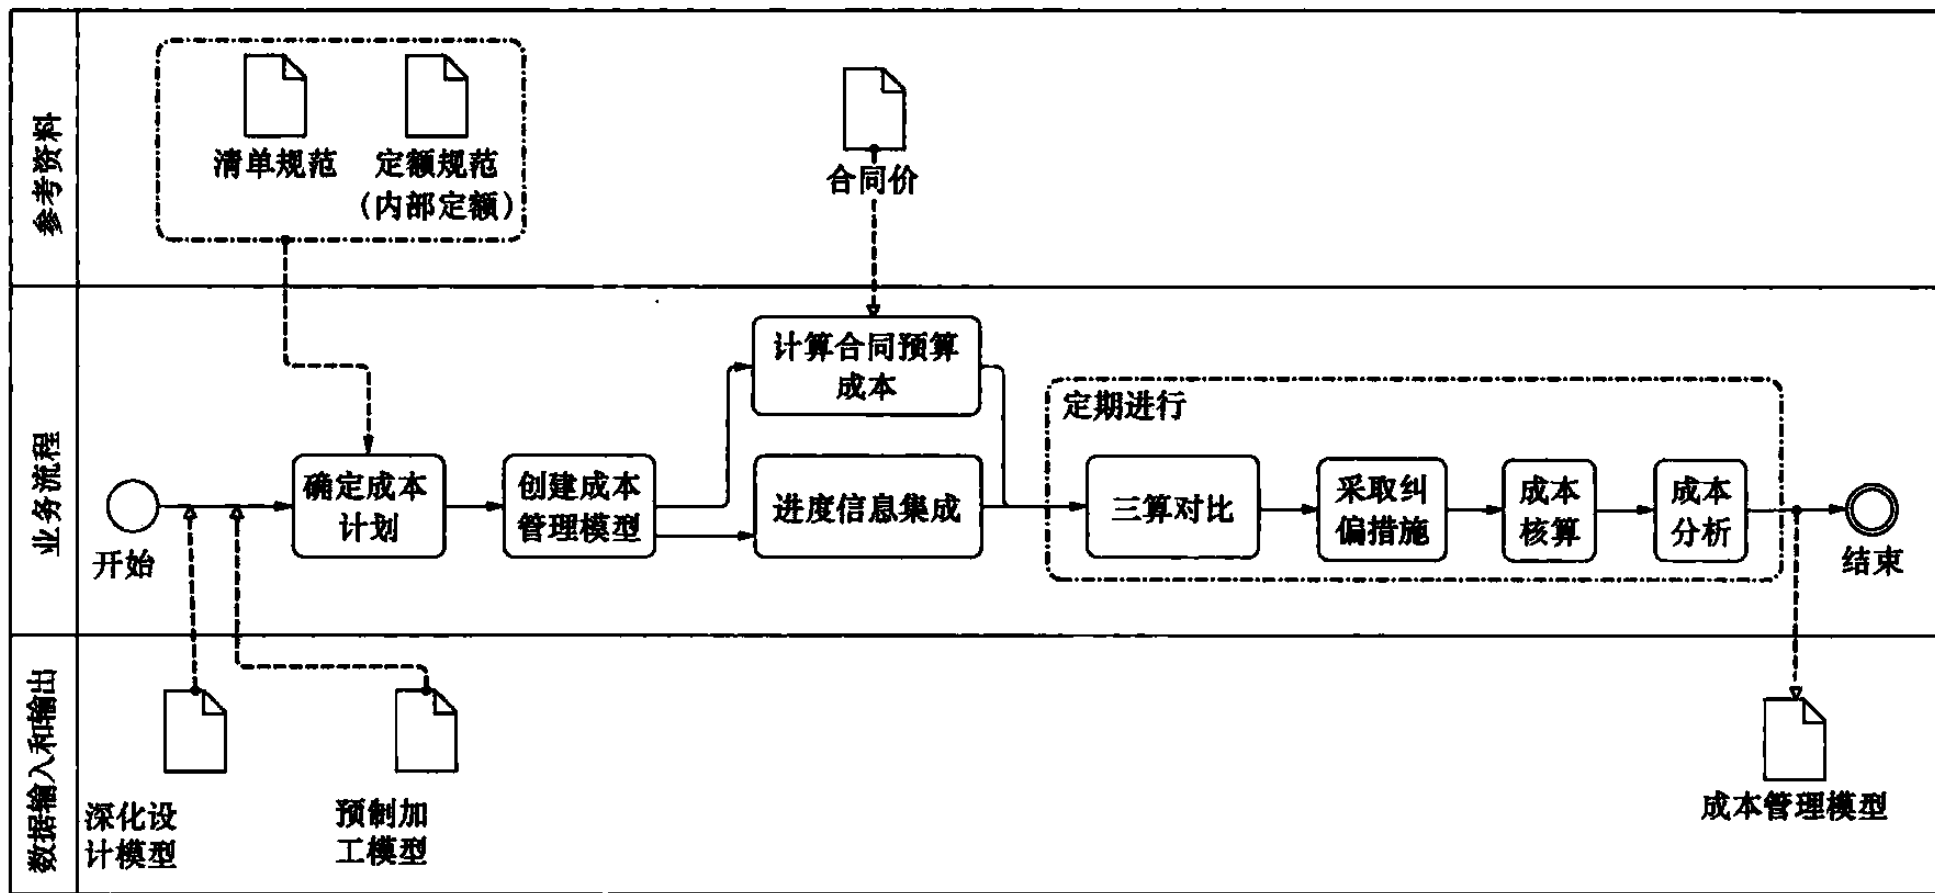 参考资料
清单规范
定额规范
(内部定额)
合同价
业务流程
开始
确定成本
计划
创建成本
管理模型
计算合同预算
成本
进度信息集成
定期进行
三算对比
采取纠
偏措施
成本
核算
成本
分析
结束
数据输入和输出
深化设
计模型
预制加
工模型
成本管理模型